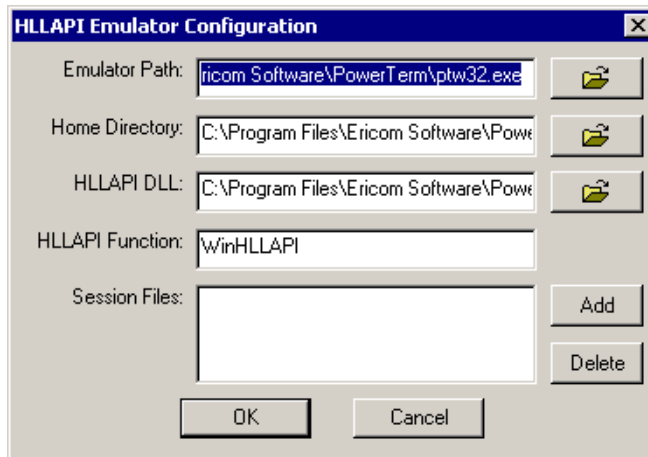 HLLAPI Emulator Configuration
Emulator Path: ricom Software\PowerTerm\ptw32.exe
Home Directory: C:\Program Files\Ericom Software\Powe
HLLAPI DLL: C:\Program Files\Ericom Software\Powe
HLLAPI Function: WinHLLAPI
Session Files:
Add
Delete
OK Cancel